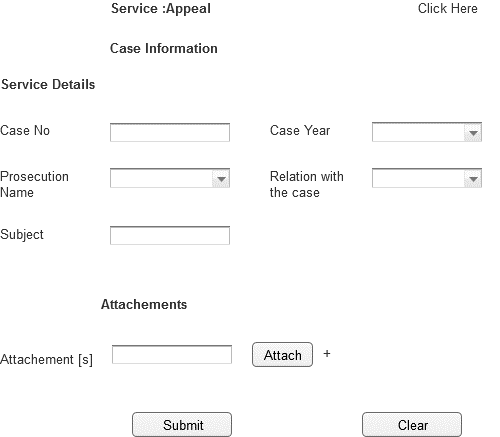 Service :Appeal Click Here
Case Information
Service Details
Case No Case Year
Prosecution Relation with
Name the case
Subject
Attachements
Attachement [s] Attach +
Submit Clear